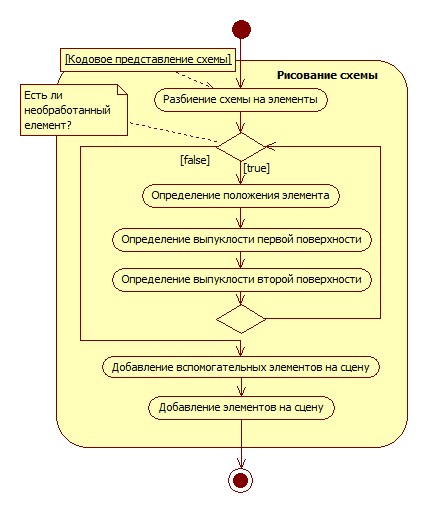 [Кодовое представление схемы]
Рисование схемы
Есть ли
необработанный
елемент?
Разбиение схемы на элементы
[false]
[true]
Определение положения элемента
Определение выпуклости первой поверхности
Определение выпуклости второй поверхности
Добавление вспомогательных элементов на сцену
Добавление элементов на сцену